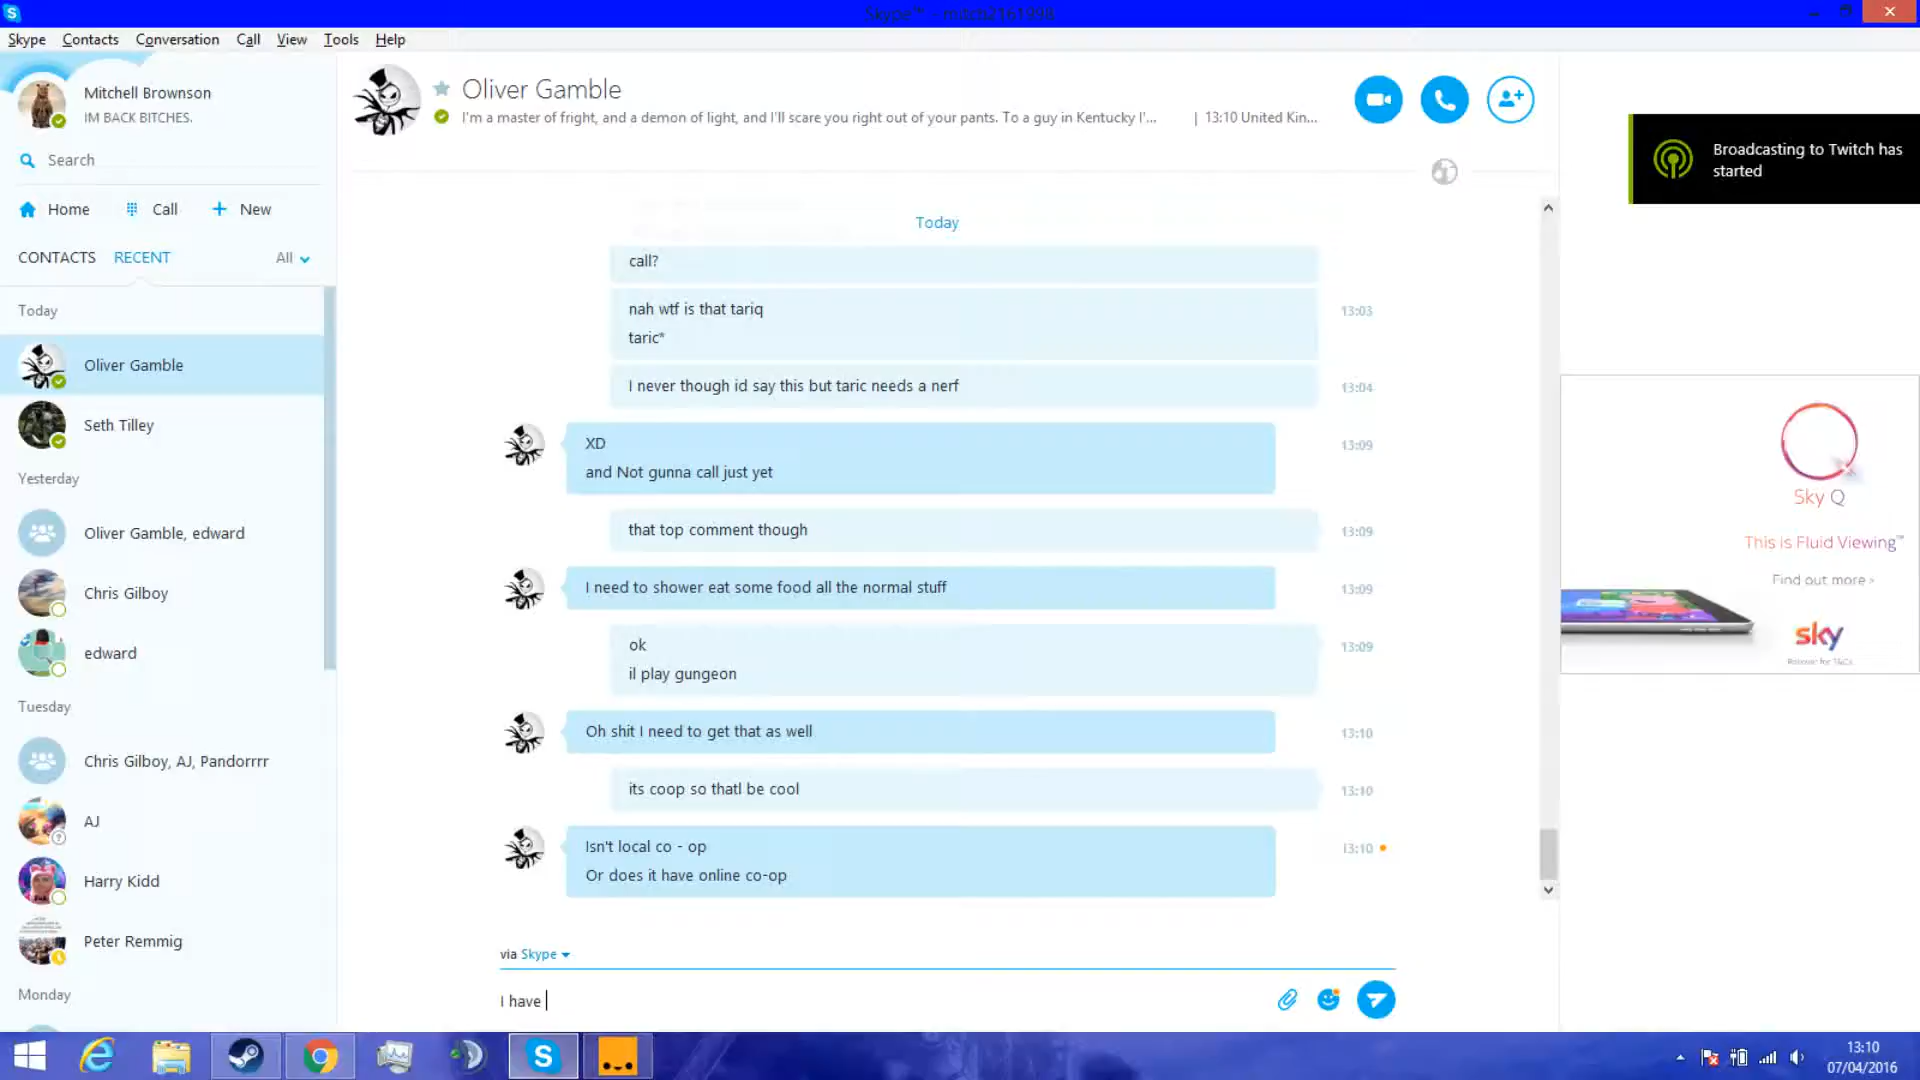 Skype™ - mitch2161998
Skype Contacts Conversation Call View Tools Help
Mitchell Brownson
IM BACK BITCHES.
Search
Home Call New
CONTACTS RECENT All
Today
Oliver Gamble
Seth Tilley
Yesterday
Oliver Gamble, edward
Chris Gilboy
edward
Tuesday
Chris Gilboy, AJ, Pandorrrr
AJ
Harry Kidd
Peter Remmig
Monday
Oliver Gamble
I'm a master of fright, and a demon of light, and I'll scare you right out of your pants. To a guy in Kentucky I'... | 13:10 United Kin...
Today
call?
nah wtf is that tariq 13:03
taric*
I never though id say this but taric needs a nerf 13:04
XD 13:09
and Not gunna call just yet
that top comment though 13:09
I need to shower eat some food all the normal stuff 13:09
ok 13:09
il play gungeon
Oh shit I need to get that as well 13:10
its coop so thatl be cool 13:10
Isn't local co - op 13:10
Or does it have online co-op
via Skype
I have
Broadcasting to Twitch has
started
Sky Q
This is Fluid Viewing™
Find out more >
sky
Rollover for T&Cs
13:10
07/04/2016